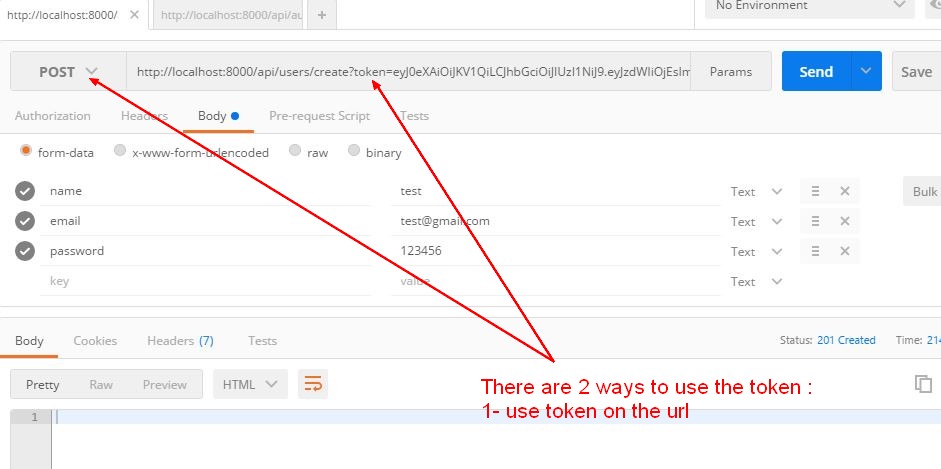 http://localhost:8000/
http://localhost:8000/api/au
No Environment
POST
http://localhost:8000/api/users/create?token=eyJ0eXAiOiJKV1QiLCJhbGciOiJIUzI1NiJ9.eyJzdWIiOjEsIm
Params
Send
Save
Authorization
Headers
Body
Pre-request Script
Tests
form-data
x-www-form-urlencoded
raw
binary
name test Text
Bulk
email test@gmail.com Text
password 123456 Text
key value Text
Body
Cookies
Headers (7)
Tests
Status: 201 Created
Time: 214
Pretty
Raw
Preview
HTML
There are 2 ways to use the token :
1- use token on the url
1